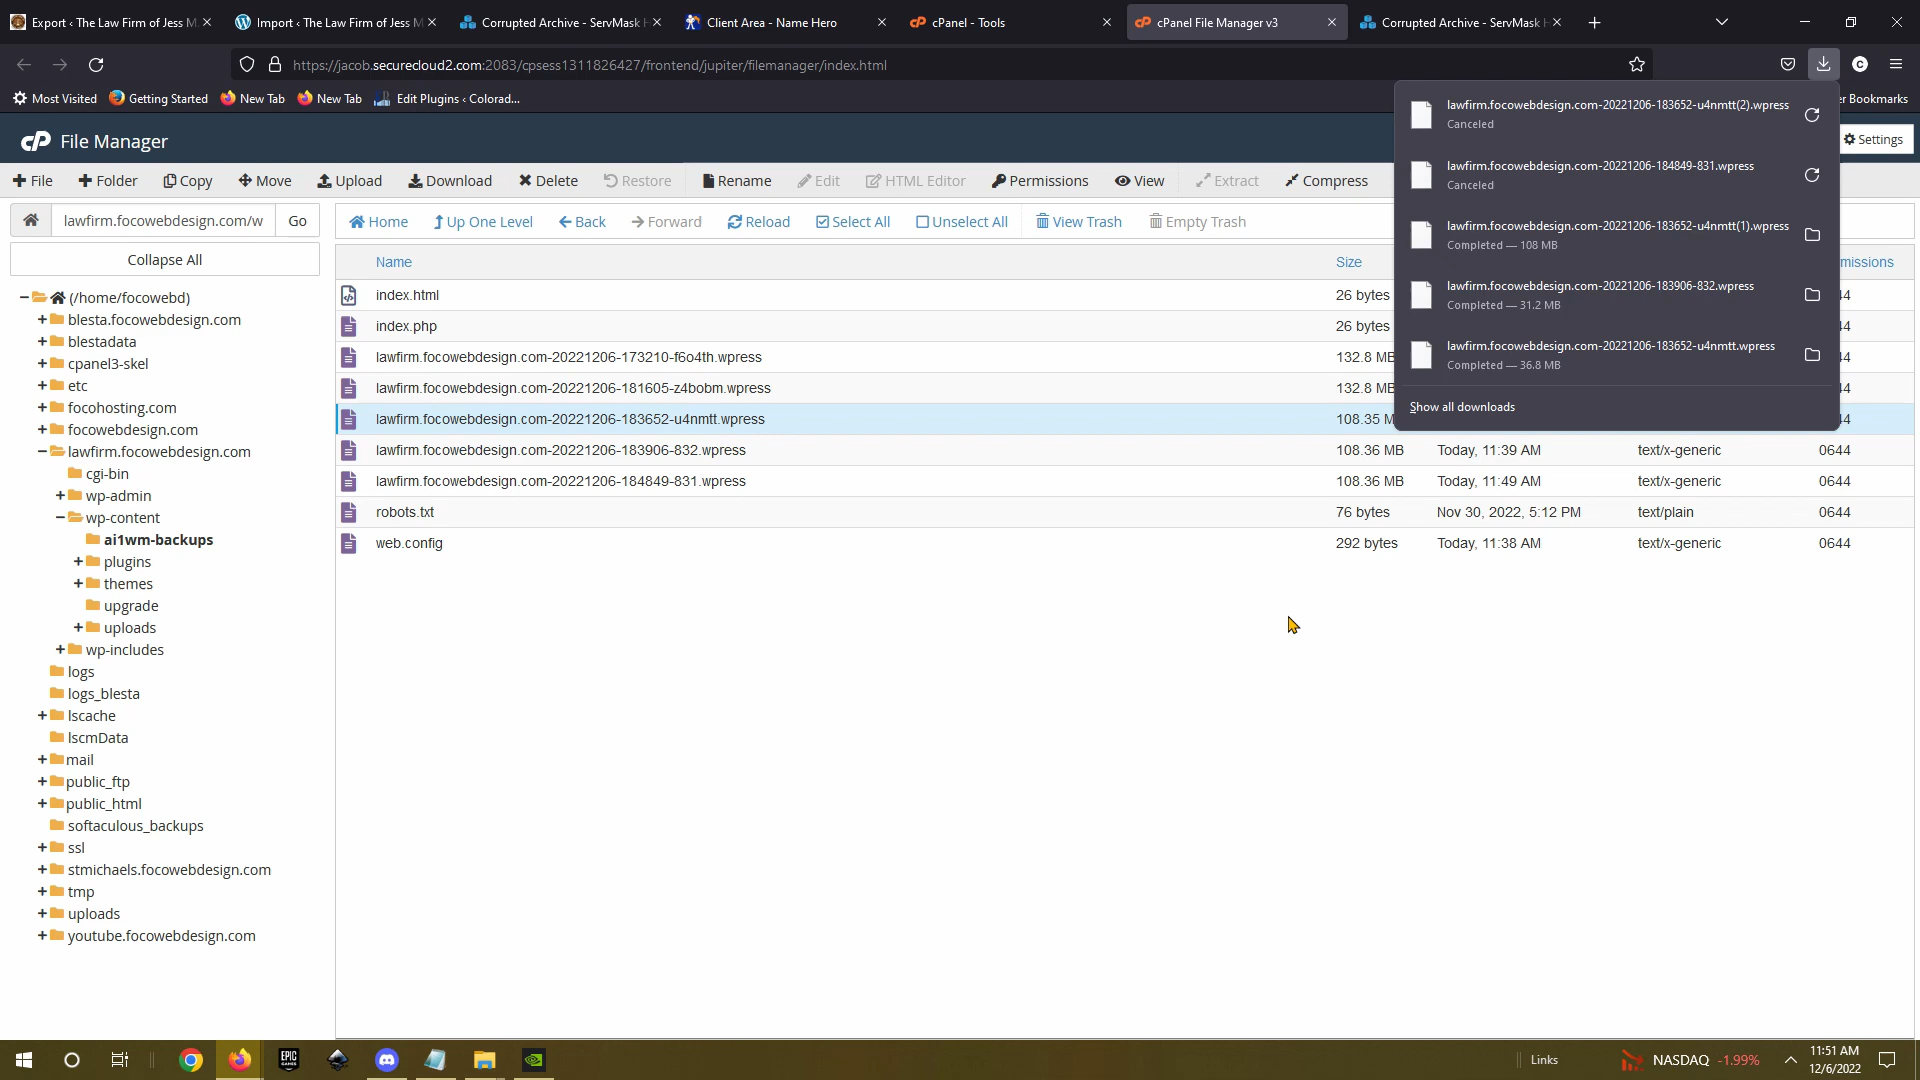 Export ‹ The Law Firm of Jess M
Import ‹ The Law Firm of Jess M
Corrupted Archive - ServMask H
Client Area - Name Hero
cPanel - Tools
cPanel File Manager v3
Corrupted Archive - ServMask H
https://jacob.securecloud2.com:2083/cpsess1311826427/frontend/jupiter/filemanager/index.html
C
Most Visited
Getting Started
New Tab
New Tab
Edit Plugins ‹ Colorad...
er Bookmarks
cP File Manager
Settings
File
Folder
Copy
Move
Upload
Download
Delete
Restore
Rename
Edit
HTML Editor
Permissions
View
Extract
Compress
lawfirm.focowebdesign.com/w
Go
Home
Up One Level
Back
Forward
Reload
Select All
Unselect All
View Trash
Empty Trash
Collapse All
(/home/focowebd)
blesta.focowebdesign.com
blestadata
cpanel3-skel
etc
focohosting.com
focowebdesign.com
lawfirm.focowebdesign.com
cgi-bin
wp-admin
wp-content
ai1wm-backups
plugins
themes
upgrade
uploads
wp-includes
logs
logs_blesta
lscache
lscmData
mail
public_ftp
public_html
softaculous_backups
ssl
stmichaels.focowebdesign.com
tmp
uploads
youtube.focowebdesign.com
Name Size missions
index.html 26 bytes 44
index.php 26 bytes 44
lawfirm.focowebdesign.com-20221206-173210-f6o4th.wpress 132.8 MB 44
lawfirm.focowebdesign.com-20221206-181605-z4bobm.wpress 132.8 MB 44
lawfirm.focowebdesign.com-20221206-183652-u4nmtt.wpress 108.35 M 44
lawfirm.focowebdesign.com-20221206-183906-832.wpress 108.36 MB Today, 11:39 AM text/x-generic 0644
lawfirm.focowebdesign.com-20221206-184849-831.wpress 108.36 MB Today, 11:49 AM text/x-generic 0644
robots.txt 76 bytes Nov 30, 2022, 5:12 PM text/plain 0644
web.config 292 bytes Today, 11:38 AM text/x-generic 0644
lawfirm.focowebdesign.com-20221206-183652-u4nmtt(2).wpress
Canceled
lawfirm.focowebdesign.com-20221206-184849-831.wpress
Canceled
lawfirm.focowebdesign.com-20221206-183652-u4nmtt(1).wpress
Completed — 108 MB
lawfirm.focowebdesign.com-20221206-183906-832.wpress
Completed — 31.2 MB
lawfirm.focowebdesign.com-20221206-183652-u4nmtt.wpress
Completed — 36.8 MB
Show all downloads
EPIC
GAMES
Links
NASDAQ -1.99%
11:51 AM
12/6/2022